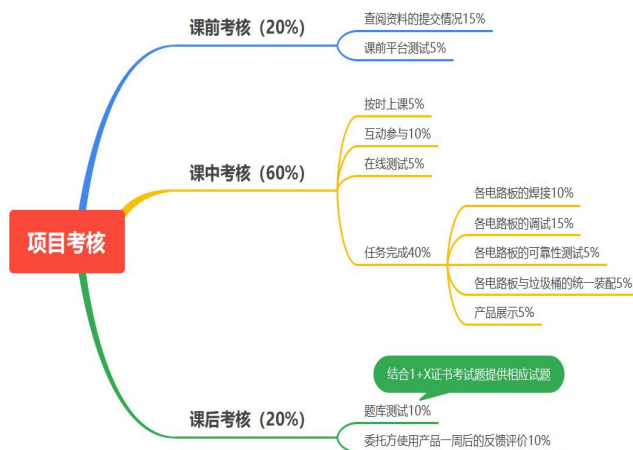 课前考核（20%）
查阅资料的提交情况15%
课前平台测试5%
按时上课5%
互动参与10%
课中考核（60%）
在线测试5%
各电路板的焊接10%
各电路板的调试15%
项目考核
任务完成40%
各电路板的可靠性测试5%
各电路板与垃圾桶的统一装配5%
产品展示5%
结合1+X证书考试题提供相应试题
课后考核（20%）
题库测试10%
委托方使用产品一周后的反馈评价10%